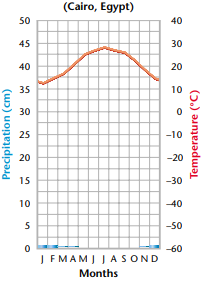 (Cairo, Egypt)
50 40
45 30
40 20
35 10
30 0
25 −10
20 −20
15 −30
10 −40
5 −50
0 −60
Precipitation (cm)
Temperature (°C)
J F M A M J J A S O N D
Months